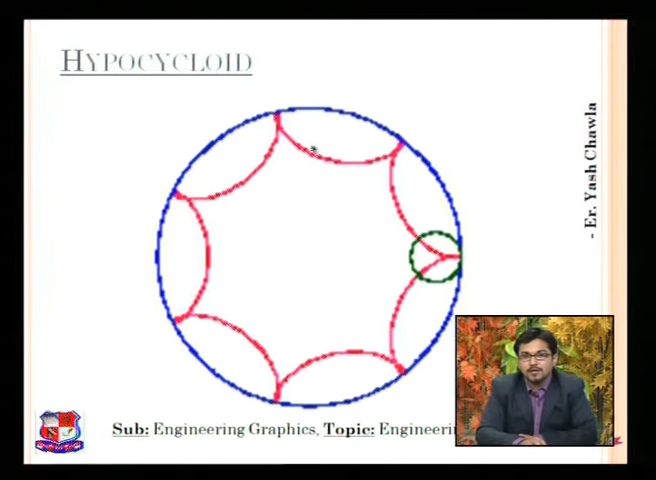 HYPOCYCLOID
- Er. Yash Chawla
Sub: Engineering Graphics, Topic: Engineerin